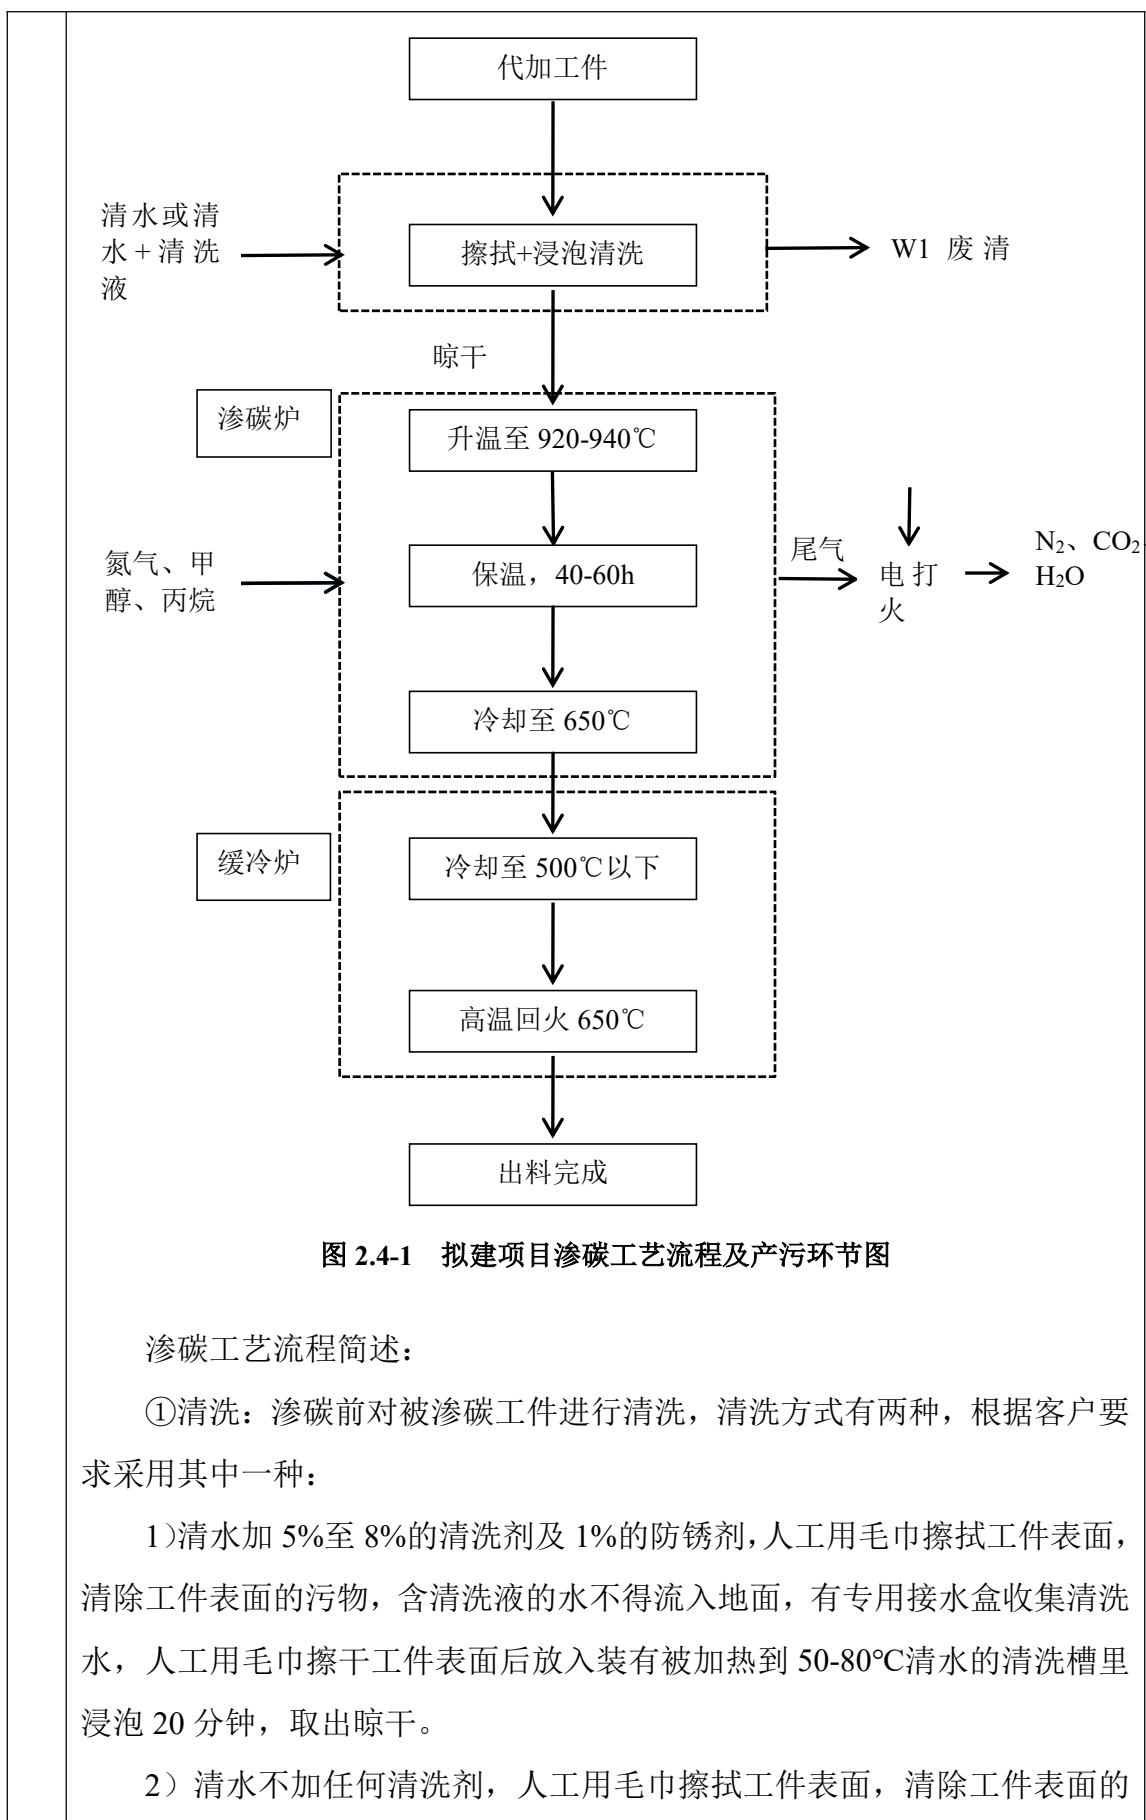 代加工件
清水或清
水+清洗
液
擦拭+浸泡清洗
W1 废清
晾干
渗碳炉
升温至 920-940℃
氮气、甲
醇、丙烷
保温，40-60h
尾气
电打
火
N₂、CO₂、
H₂O
冷却至 650℃
缓冷炉
冷却至 500℃以下
高温回火 650℃
出料完成
图 2.4-1 拟建项目渗碳工艺流程及产污环节图
渗碳工艺流程简述：
①清洗：渗碳前对被渗碳工件进行清洗，清洗方式有两种，根据客户要
求采用其中一种：
1）清水加 5%至 8%的清洗剂及 1%的防锈剂，人工用毛巾擦拭工件表面，
清除工件表面的污物，含清洗液的水不得流入地面，有专用接水盒收集清洗
水，人工用毛巾擦干工件表面后放入装有被加热到 50-80℃清水的清洗槽里
浸泡 20 分钟，取出晾干。
2）清水不加任何清洗剂，人工用毛巾擦拭工件表面，清除工件表面的